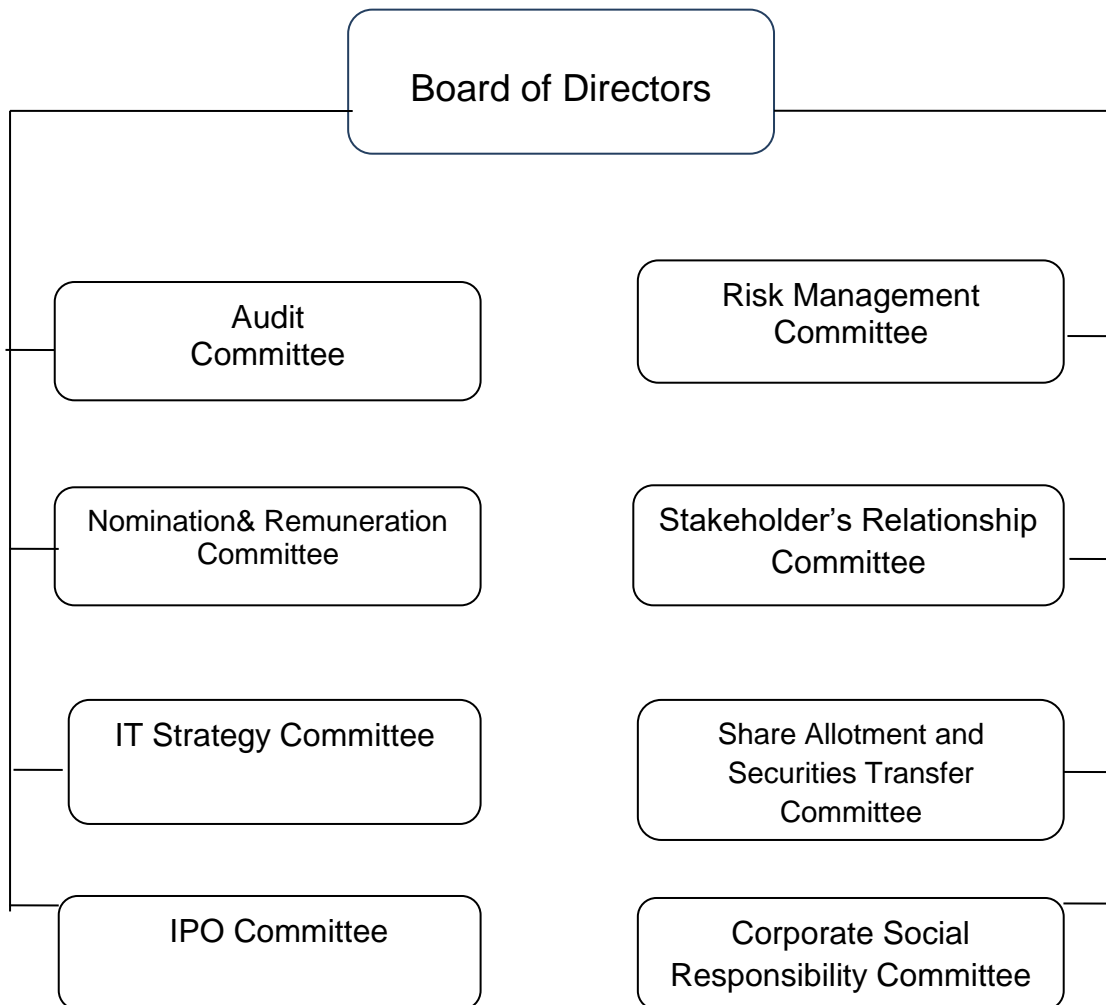 Board of Directors
Audit
Committee
Risk Management
Committee
Nomination& Remuneration
Committee
Stakeholder’s Relationship
Committee
IT Strategy Committee
Share Allotment and
Securities Transfer
Committee
IPO Committee
Corporate Social
Responsibility Committee